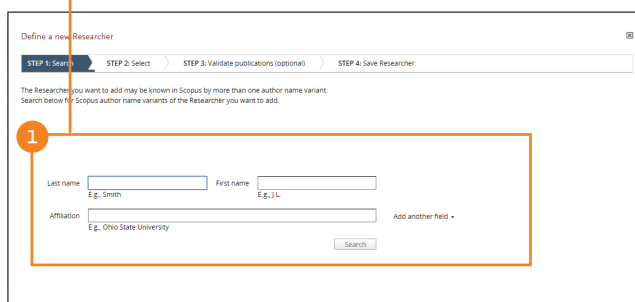 Define a new Researcher
STEP 1: Search STEP 2: Select STEP 3: Validate publications (optional) STEP 4: Save Researcher
The Researcher you want to add may be known in Scopus by more than one author name variant.
Search below for Scopus author name variants of the Researcher you want to add.
1
Last name First name
E.g., Smith E.g., J.L.
Affiliation Add another field
E.g., Ohio State University
Search